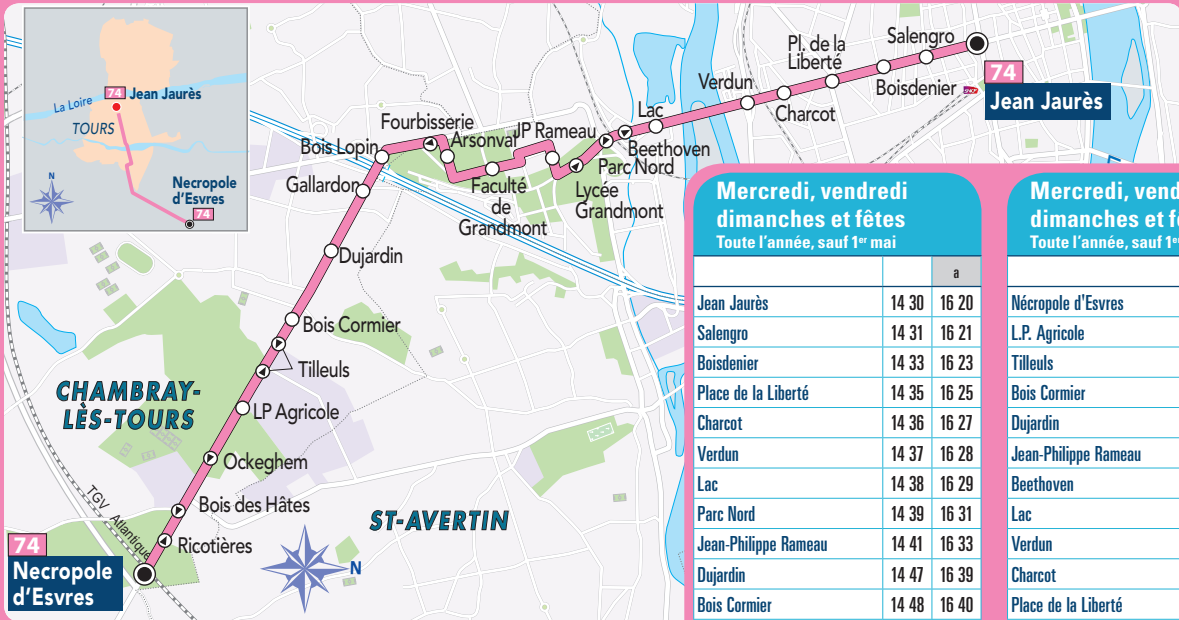 N
La Loire
74 Jean Jaurès
TOURS
Necropole
d'Esvres
74
Pl. de la
Liberté
Salengro
Verdun
Boisdenier
SNCF
74
Jean Jaurès
Charcot
Lac
Fourbisserie
Arsonval
JP Rameau
Bois Lopin
Beethoven
Parc Nord
Gallardon
Faculté
de
Grandmont
Lycée
Grandmont
Dujardin
Bois Cormier
Tilleuls
CHAMBRAY-
LÈS-TOURS
LP Agricole
Ockeghem
Bois des Hâtes
ST-AVERTIN
TGV Atlantique
Ricotières
74
Necropole
d'Esvres
N
Mercredi, vendredi
dimanches et fêtes
Toute l'année, sauf 1er mai
a
Jean Jaurès 14 30 16 20
Salengro 14 31 16 21
Boisdenier 14 33 16 23
Place de la Liberté 14 35 16 25
Charcot 14 36 16 27
Verdun 14 37 16 28
Lac 14 38 16 29
Parc Nord 14 39 16 31
Jean-Philippe Rameau 14 41 16 33
Dujardin 14 47 16 39
Bois Cormier 14 48 16 40
Mercredi, vend
dimanches et f
Toute l'année, sauf 1er
Nécropole d'Esvres
L.P. Agricole
Tilleuls
Bois Cormier
Dujardin
Jean-Philippe Rameau
Beethoven
Lac
Verdun
Charcot
Place de la Liberté